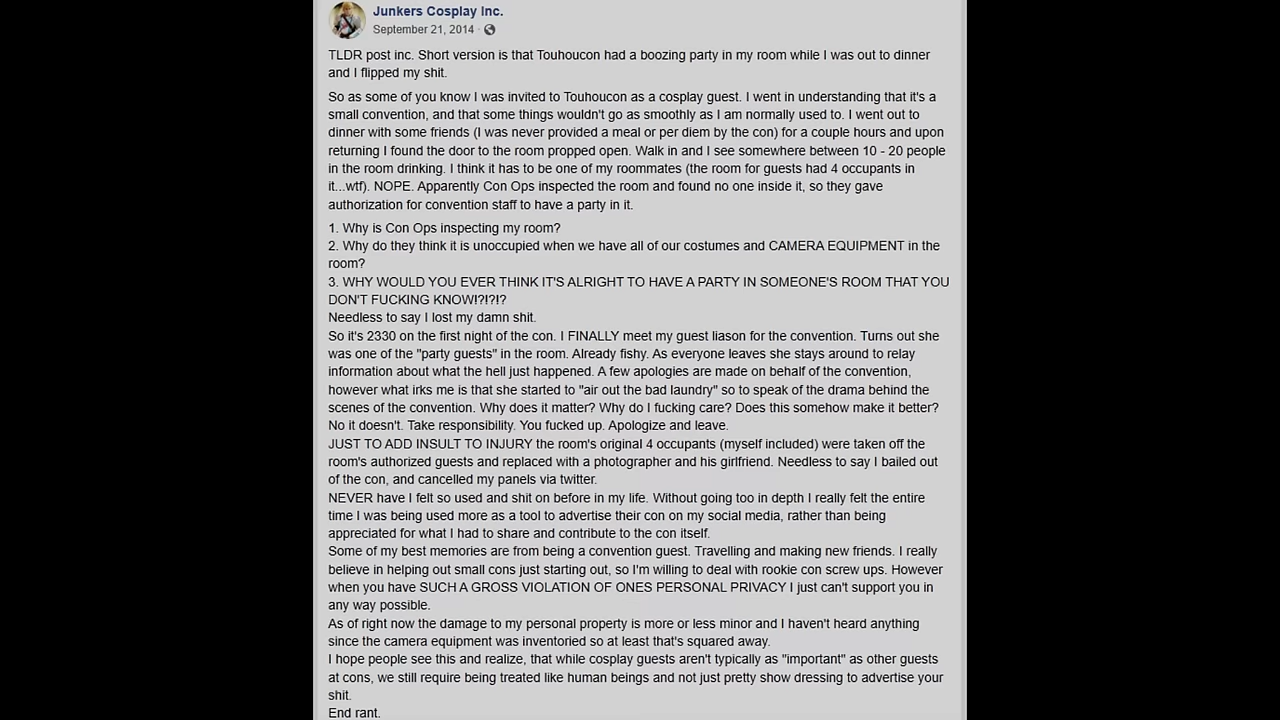 Junkers Cosplay Inc.
September 21, 2014 ·
TLDR post inc. Short version is that Touhoucon had a boozing party in my room while I was out to dinner
and I flipped my shit.
So as some of you know I was invited to Touhoucon as a cosplay guest. I went in understanding that it's a
small convention, and that some things wouldn't go as smoothly as I am normally used to. I went out to
dinner with some friends (I was never provided a meal or per diem by the con) for a couple hours and upon
returning I found the door to the room propped open. Walk in and I see somewhere between 10 - 20 people
in the room drinking. I think it has to be one of my roommates (the room for guests had 4 occupants in
it...wtf). NOPE. Apparently Con Ops inspected the room and found no one inside it, so they gave
authorization for convention staff to have a party in it.
1. Why is Con Ops inspecting my room?
2. Why do they think it is unoccupied when we have all of our costumes and CAMERA EQUIPMENT in the
room?
3. WHY WOULD YOU EVER THINK IT'S ALRIGHT TO HAVE A PARTY IN SOMEONE'S ROOM THAT YOU
DON'T FUCKING KNOW!?!?!?
Needless to say I lost my damn shit.
So it's 2330 on the first night of the con. I FINALLY meet my guest liason for the convention. Turns out she
was one of the "party guests" in the room. Already fishy. As everyone leaves she stays around to relay
information about what the hell just happened. A few apologies are made on behalf of the convention,
however what irks me is that she started to "air out the bad laundry" so to speak of the drama behind the
scenes of the convention. Why does it matter? Why do I fucking care? Does this somehow make it better?
No it doesn't. Take responsibility. You fucked up. Apologize and leave.
JUST TO ADD INSULT TO INJURY the room's original 4 occupants (myself included) were taken off the
room's authorized guests and replaced with a photographer and his girlfriend. Needless to say I bailed out
of the con, and cancelled my panels via twitter.
NEVER have I felt so used and shit on before in my life. Without going too in depth I really felt the entire
time I was being used more as a tool to advertise their con on my social media, rather than being
appreciated for what I had to share and contribute to the con itself.
Some of my best memories are from being a convention guest. Travelling and making new friends. I really
believe in helping out small cons just starting out, so I'm willing to deal with rookie con screw ups. However
when you have SUCH A GROSS VIOLATION OF ONES PERSONAL PRIVACY I just can't support you in
any way possible.
As of right now the damage to my personal property is more or less minor and I haven't heard anything
since the camera equipment was inventoried so at least that's squared away.
I hope people see this and realize, that while cosplay guests aren't typically as "important" as other guests
at cons, we still require being treated like human beings and not just pretty show dressing to advertise your
shit.
End rant.